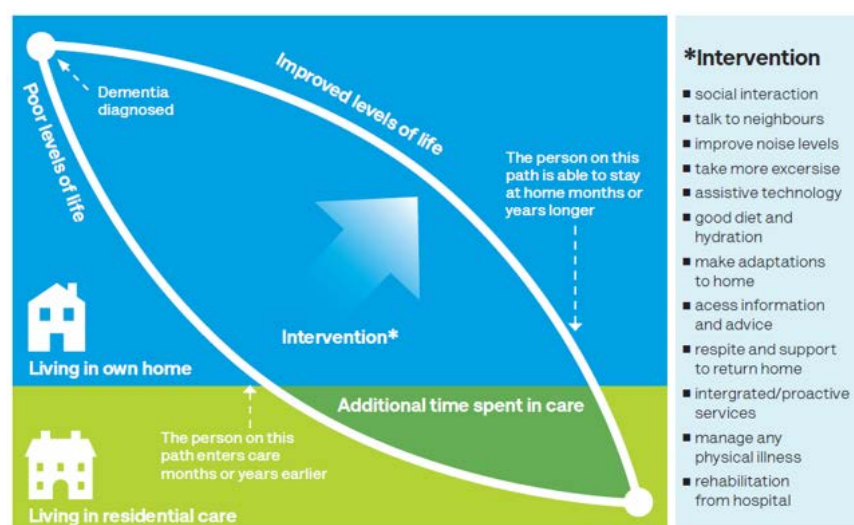 Dementia
diagnosed
Poor levels of life
Improved levels of life
The person on this
path is able to stay
at home months or
years longer
Intervention*
Living in own home
Additional time spent in care
The person on this
path enters care
months or years earlier
Living in residential care
*Intervention
■ social interaction
■ talk to neighbours
■ improve noise levels
■ take more excersise
■ assistive technology
■ good diet and
hydration
■ make adaptations
to home
■ acess information
and advice
■ respite and support
to return home
■ intergrated/proactive
services
■ manage any
physical illness
■ rehabilitation
from hospital